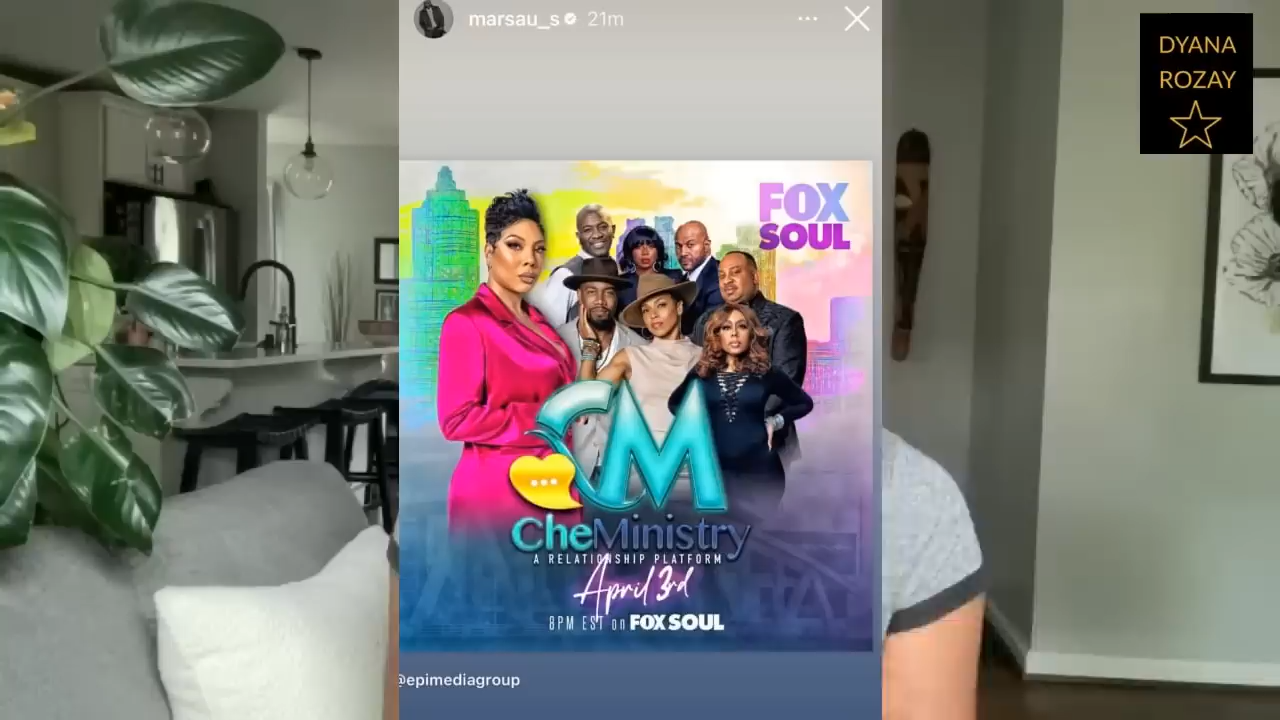 marsau_s 21m
DYANA
ROZAY
FOX
SOUL
CM
CheMinistry
A RELATIONSHIP PLATFORM
April 3rd
8PM EST on FOX SOUL
@epimediagroup